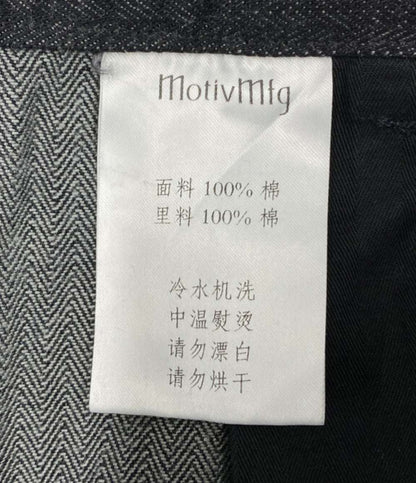 MotivMfg
面料 100% 棉
里料 100% 棉
冷水机洗
中温熨烫
请勿漂白
请勿烘干